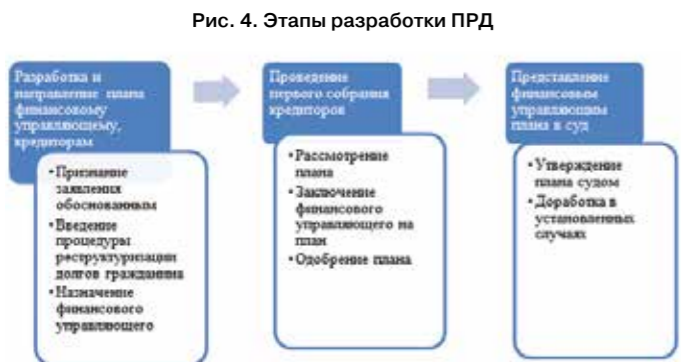 Рис. 4. Этапы разработки ПРД
Разработка и
направление плана
финансовому
управляющему,
кредиторам
•Признание
заявления
обоснованным
•Введение
процедуры
реструктуризации
долгов гражданина
•Назначение
финансового
управляющего
Проведение
первого собрания
кредиторов
•Рассмотрение
плана
•Заключение
финансового
управляющего на
план
•Одобрение плана
Представление
финансовым
управляющим
плана в суд
•Утверждение
плана судом
•Доработка в
установленных
случаях